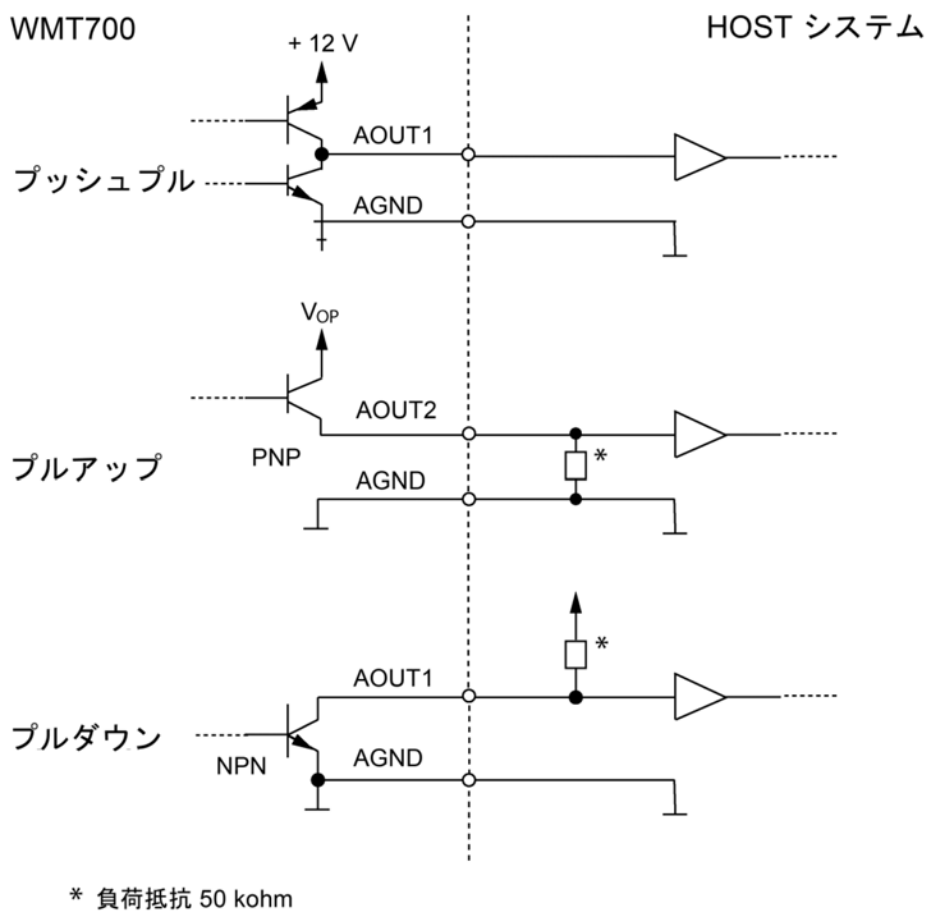 WMT700
HOST システム
+ 12 V
AOUT1
プッシュプル
AGND
VOP
AOUT2
*
プルアップ
PNP
AGND
*
AOUT1
プルダウン
NPN
AGND
* 負荷抵抗 50 kohm